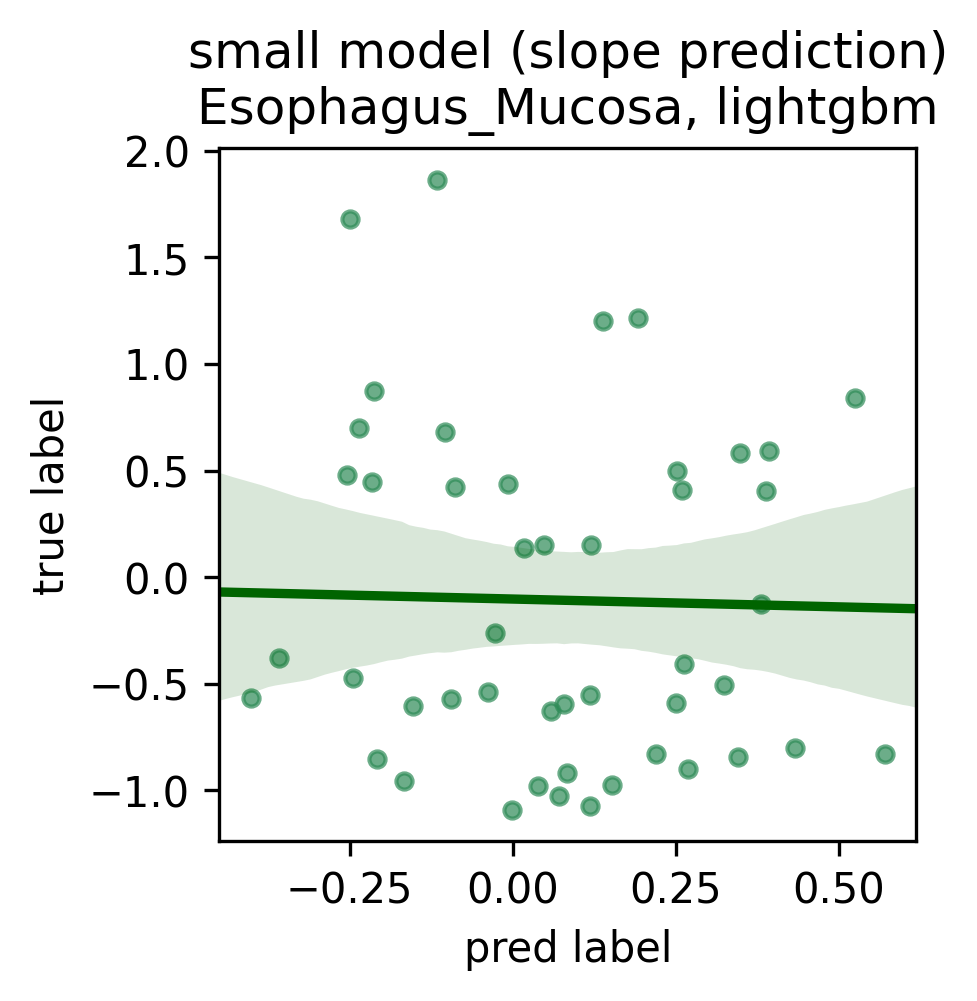 small model (slope prediction)
Esophagus_Mucosa, lightgbm
2.0
1.5
1.0
0.5
0.0
−0.5
−1.0
true label
−0.25 0.00 0.25 0.50
pred label